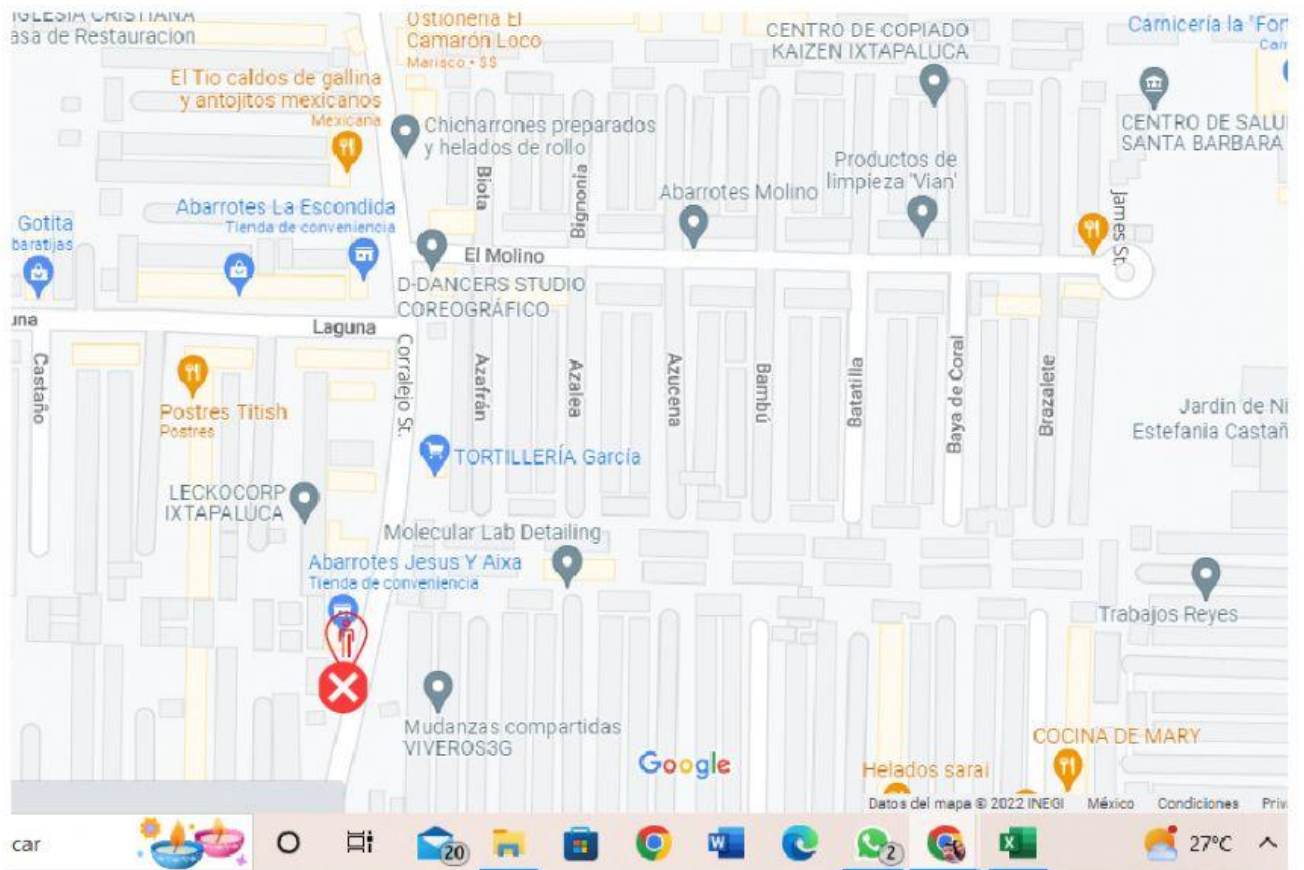 IGLESIA CRISTIANA
asa de Restauracion
Ostionería El
Camarón Loco
Marisco • $$
CENTRO DE COPIADO
KAIZEN IXTAPALUCA
Carnicería la "For
Carr
El Tio caldos de gallina
y antojitos mexicanos
Mexicana
Chicharrones preparados
y helados de rollo
CENTRO DE SALU
SANTA BARBARA
Productos de
limpieza 'Vian'
Biota
Bignonia
Abarrotes Molino
James St.
Gotita
baratijas
Abarrotes La Escondida
Tienda de conveniencia
El Molino
D-DANCERS STUDIO
COREOGRÁFICO
una
Laguna
Castaño
Corralejo St.
Azafrán
Azalea
Azucena
Bambú
Batatilla
Baya de Coral
Brazalete
Postres Titish
Postres
Jardin de Ni
Estefania Castañ
TORTILLERÍA García
LECKOCORP
IXTAPALUCA
Molecular Lab Detailing
Abarrotes Jesus Y Aixa
Tienda de conveniencia
Trabajos Reyes
Mudanzas compartidas
VIVEROS3G
COCINA DE MARY
Google
Helados sarai
Datos del mapa © 2022 INEGI México Condiciones Priv
car
20
W
2
X
27°C